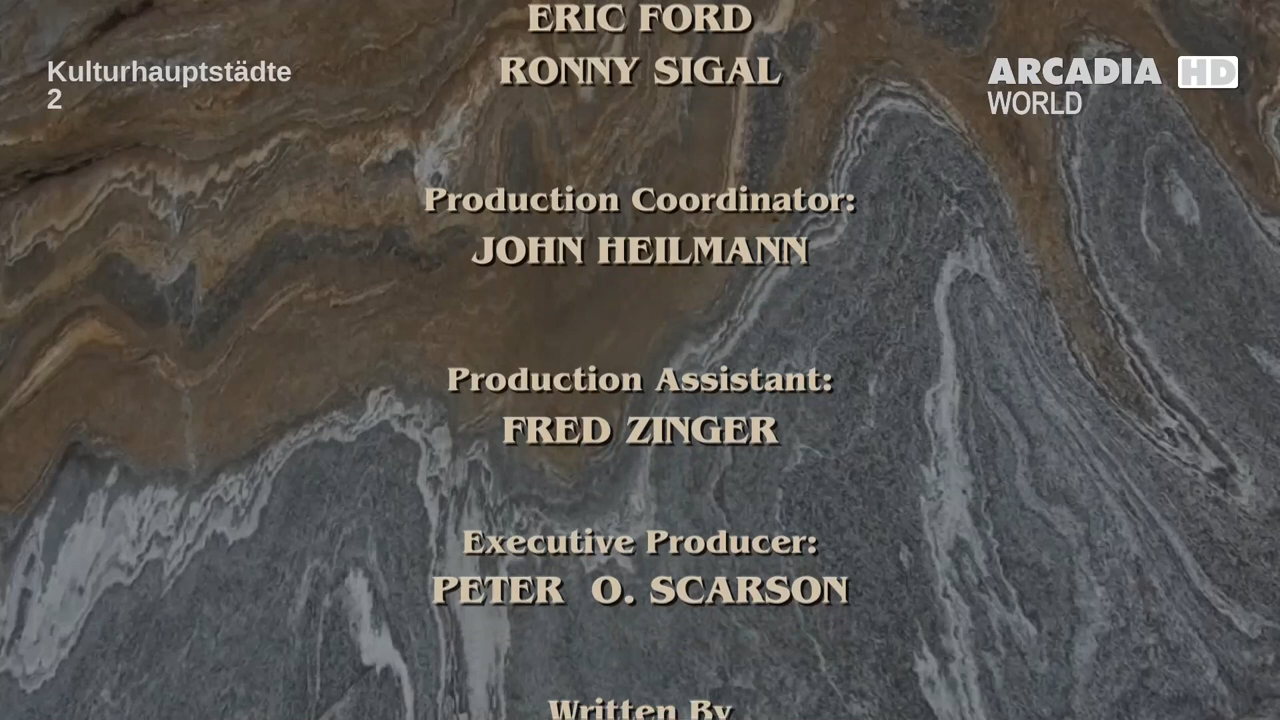 ERIC FORD
RONNY SIGAL
Kulturhauptstädte
2
ARCADIA HD
WORLD
Production Coordinator:
JOHN HEILMANN
Production Assistant:
FRED ZINGER
Executive Producer:
PETER O. SCARSON
Written By